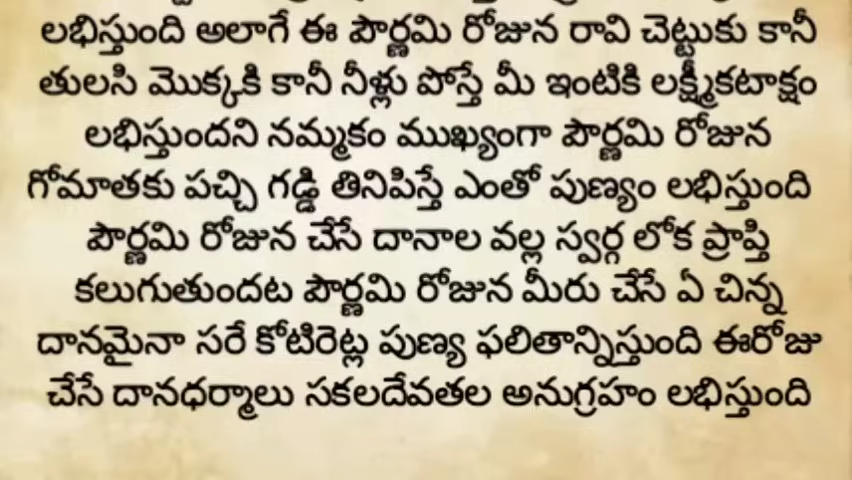 లభిస్తుంది అలాగే ఈ పౌర్ణమి రోజున రావి చెట్టుకు కానీ
తులసి మొక్కకి కానీ నీళ్లు పోస్తే మీ ఇంటికి లక్ష్మీకటాక్షం
లభిస్తుందని నమ్మకం ముఖ్యంగా పౌర్ణమి రోజున
గోమాతకు పచ్చి గడ్డి తినిపిస్తే ఎంతో పుణ్యం లభిస్తుంది
పౌర్ణమి రోజున చేసే దానాల వల్ల స్వర్గ లోక ప్రాప్తి
కలుగుతుందట పౌర్ణమి రోజున మీరు చేసే ఏ చిన్న
దానమైనా సరే కోటిరెట్ల పుణ్య ఫలితాన్నిస్తుంది ఈరోజు
చేసే దానధర్మాలు సకలదేవతల అనుగ్రహం లభిస్తుంది